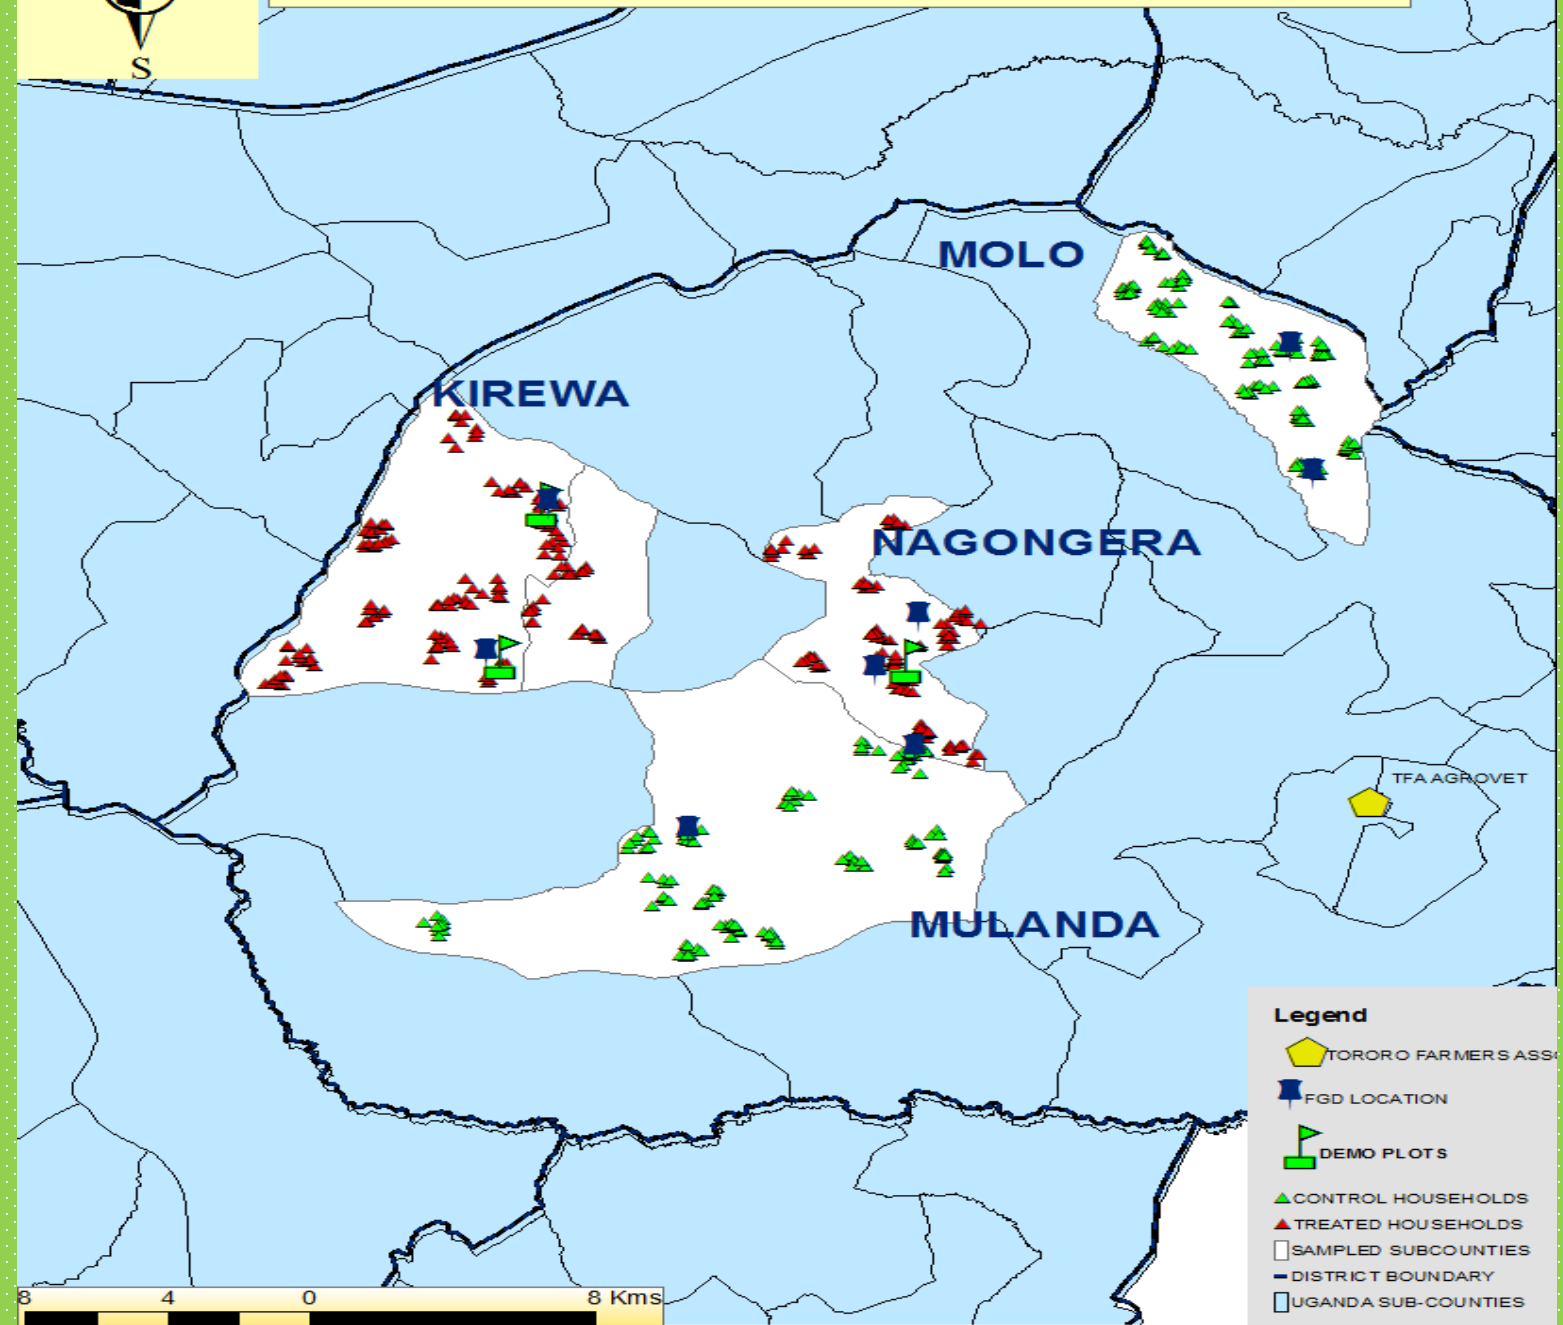 S
MOLO
KIREWA
NAGONGERA
TFA AGROVET
MULANDA
Legend
TORORO FARMERS ASS
FGD LOCATION
DEMO PLOTS
CONTROL HOUSEHOLDS
TREATED HOUSEHOLDS
SAMPLED SUBCOUNTIES
DISTRICT BOUNDARY
UGANDA SUB-COUNTIES
8 4 0 8 Kms